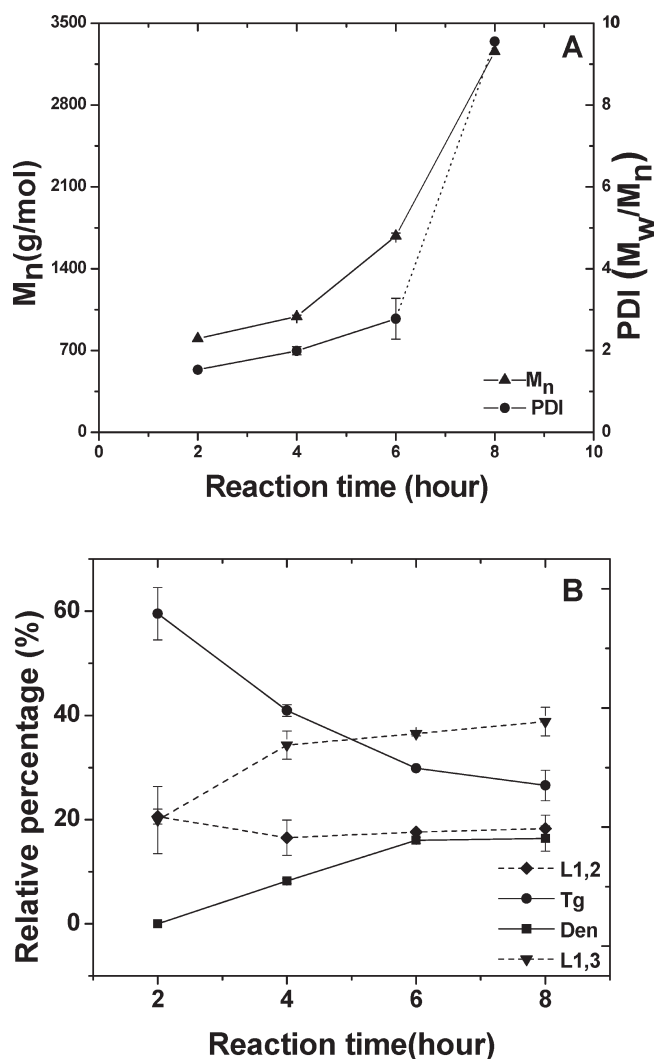 A
3500
2800
2100
1400
700
0
Mn(g/mol)
10
8
6
4
2
0
PDI (Mw/Mn)
Mn
PDI
0 2 4 6 8 10
Reaction time (hour)
B
60
40
20
0
Relative percentage (%)
L1,2
Tg
Den
L1,3
2 4 6 8
Reaction time(hour)